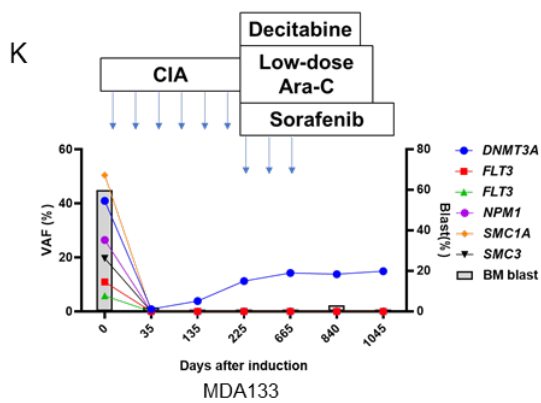 K
Decitabine
CIA
Low-dose
Ara-C
Sorafenib
60
40
20
0
VAF (%)
80
60
40
20
0
Blast(%)
0
35
135
225
665
840
1045
Days after induction
MDA133
DNMT3A
FLT3
FLT3
NPM1
SMC1A
SMC3
BM blast